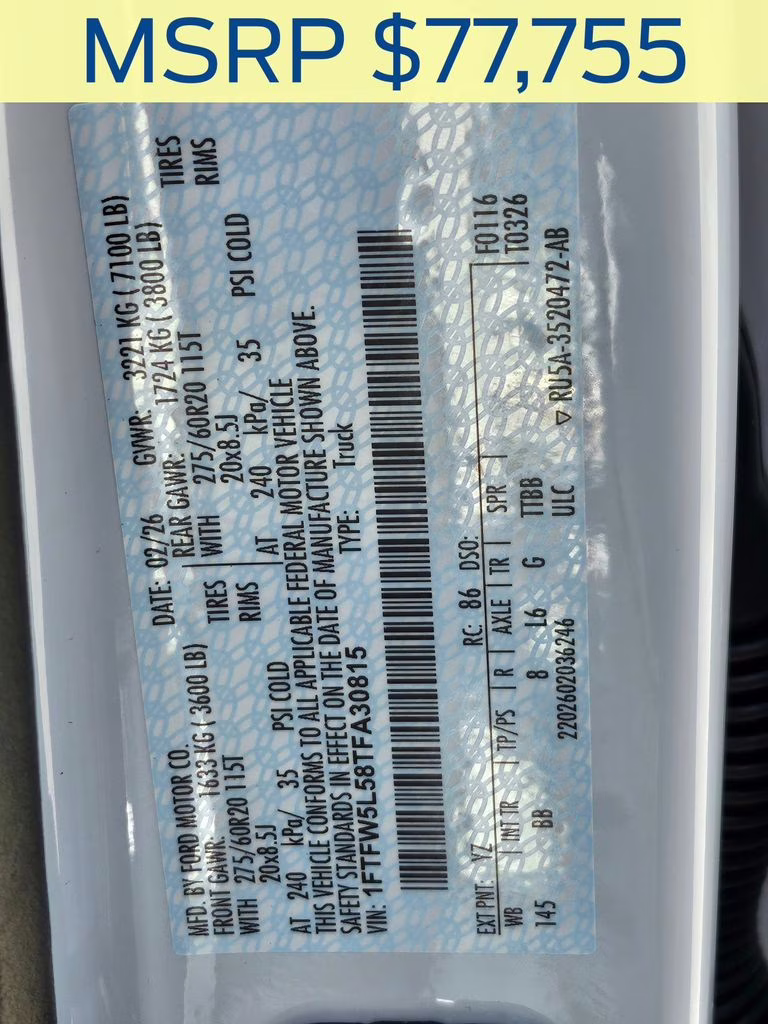 MSRP $77,755
MFD. BY FORD MOTOR CO.
DATE: 02/26 GVWR: 3221 KG ( 7100 LB)
FRONT GAWR: 1633 KG ( 3600 LB)
REAR GAWR: 1724 KG ( 3800 LB)
WITH 275/60R20 115T TIRES
WITH 275/60R20 115T TIRES
20x8.5J RIMS
20x8.5J RIMS
AT 240 kPa/ 35 PSI COLD
AT 240 kPa/ 35 PSI COLD
THIS VEHICLE CONFORMS TO ALL APPLICABLE FEDERAL MOTOR VEHICLE
SAFETY STANDARDS IN EFFECT ON THE DATE OF MANUFACTURE SHOWN ABOVE.
VIN: 1FTFW5L58TFA30815 TYPE: Truck
EXT PNT: YZ RC: 86 DSO: F0116
WB INT TR TP/PS R AXLE TR SPR T0326
145 BB 8 L6 G TTBB
2202602036246 ULC ▽ RU5A-3520472-AB